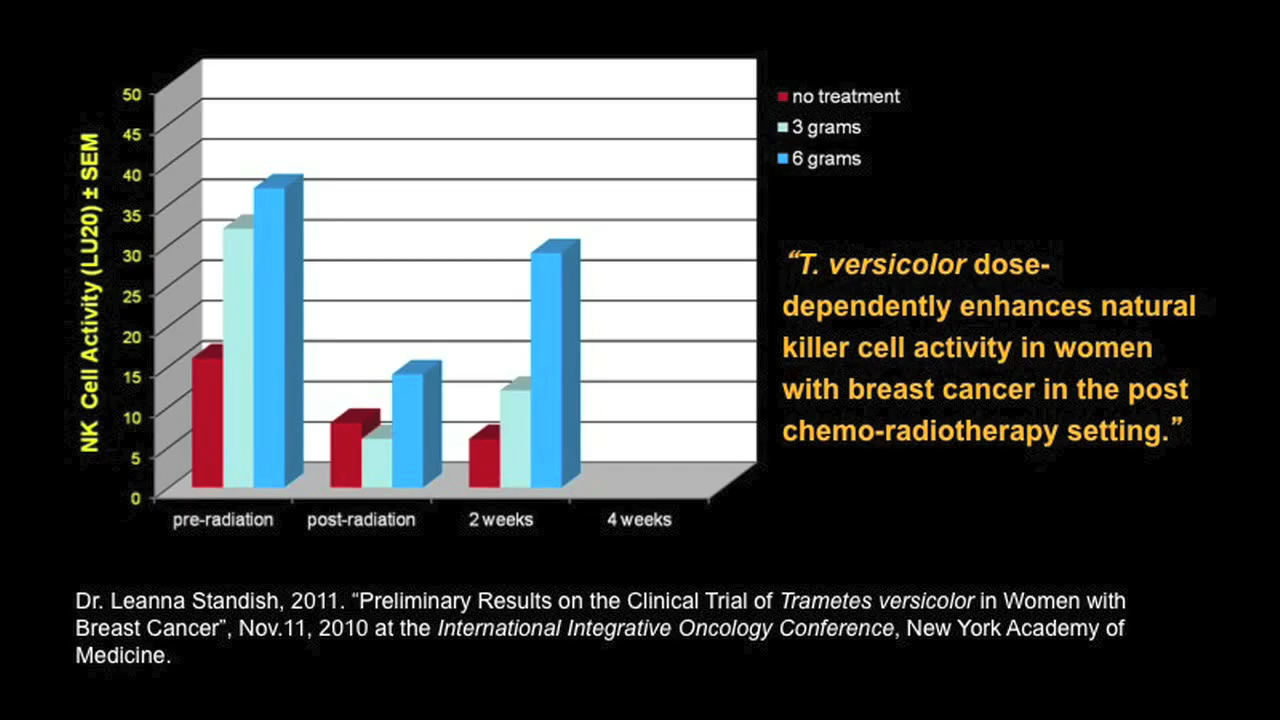 50
45
40
35
30
25
20
15
10
5
0
NK Cell Activity (LU20) ± SEM
pre-radiation
post-radiation
2 weeks
4 weeks
no treatment
3 grams
6 grams
“T. versicolor dose-
dependently enhances natural
killer cell activity in women
with breast cancer in the post
chemo-radiotherapy setting.”
Dr. Leanna Standish, 2011. “Preliminary Results on the Clinical Trial of Trametes versicolor in Women with
Breast Cancer”, Nov.11, 2010 at the International Integrative Oncology Conference, New York Academy of
Medicine.